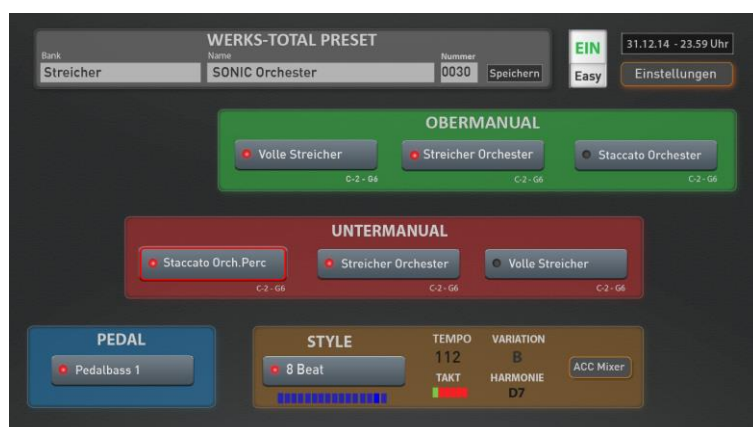 WERKS-TOTAL PRESET
Bank Name Nummer
Streicher SONIC Orchester 0030 Speichern
EIN
Easy
31.12.14 - 23.59 Uhr
Einstellungen
OBERMANUAL
Volle Streicher Streicher Orchester Staccato Orchester
C-2 - G6 C-2 - G6 C-2 - G6
UNTERMANUAL
Staccato Orch.Perc Streicher Orchester Volle Streicher
C-2 - G6 C-2 - G6 C-2 - G6
PEDAL
Pedalbass 1
STYLE
8 Beat
TEMPO VARIATION
112 B
TAKT HARMONIE
D7
ACC Mixer